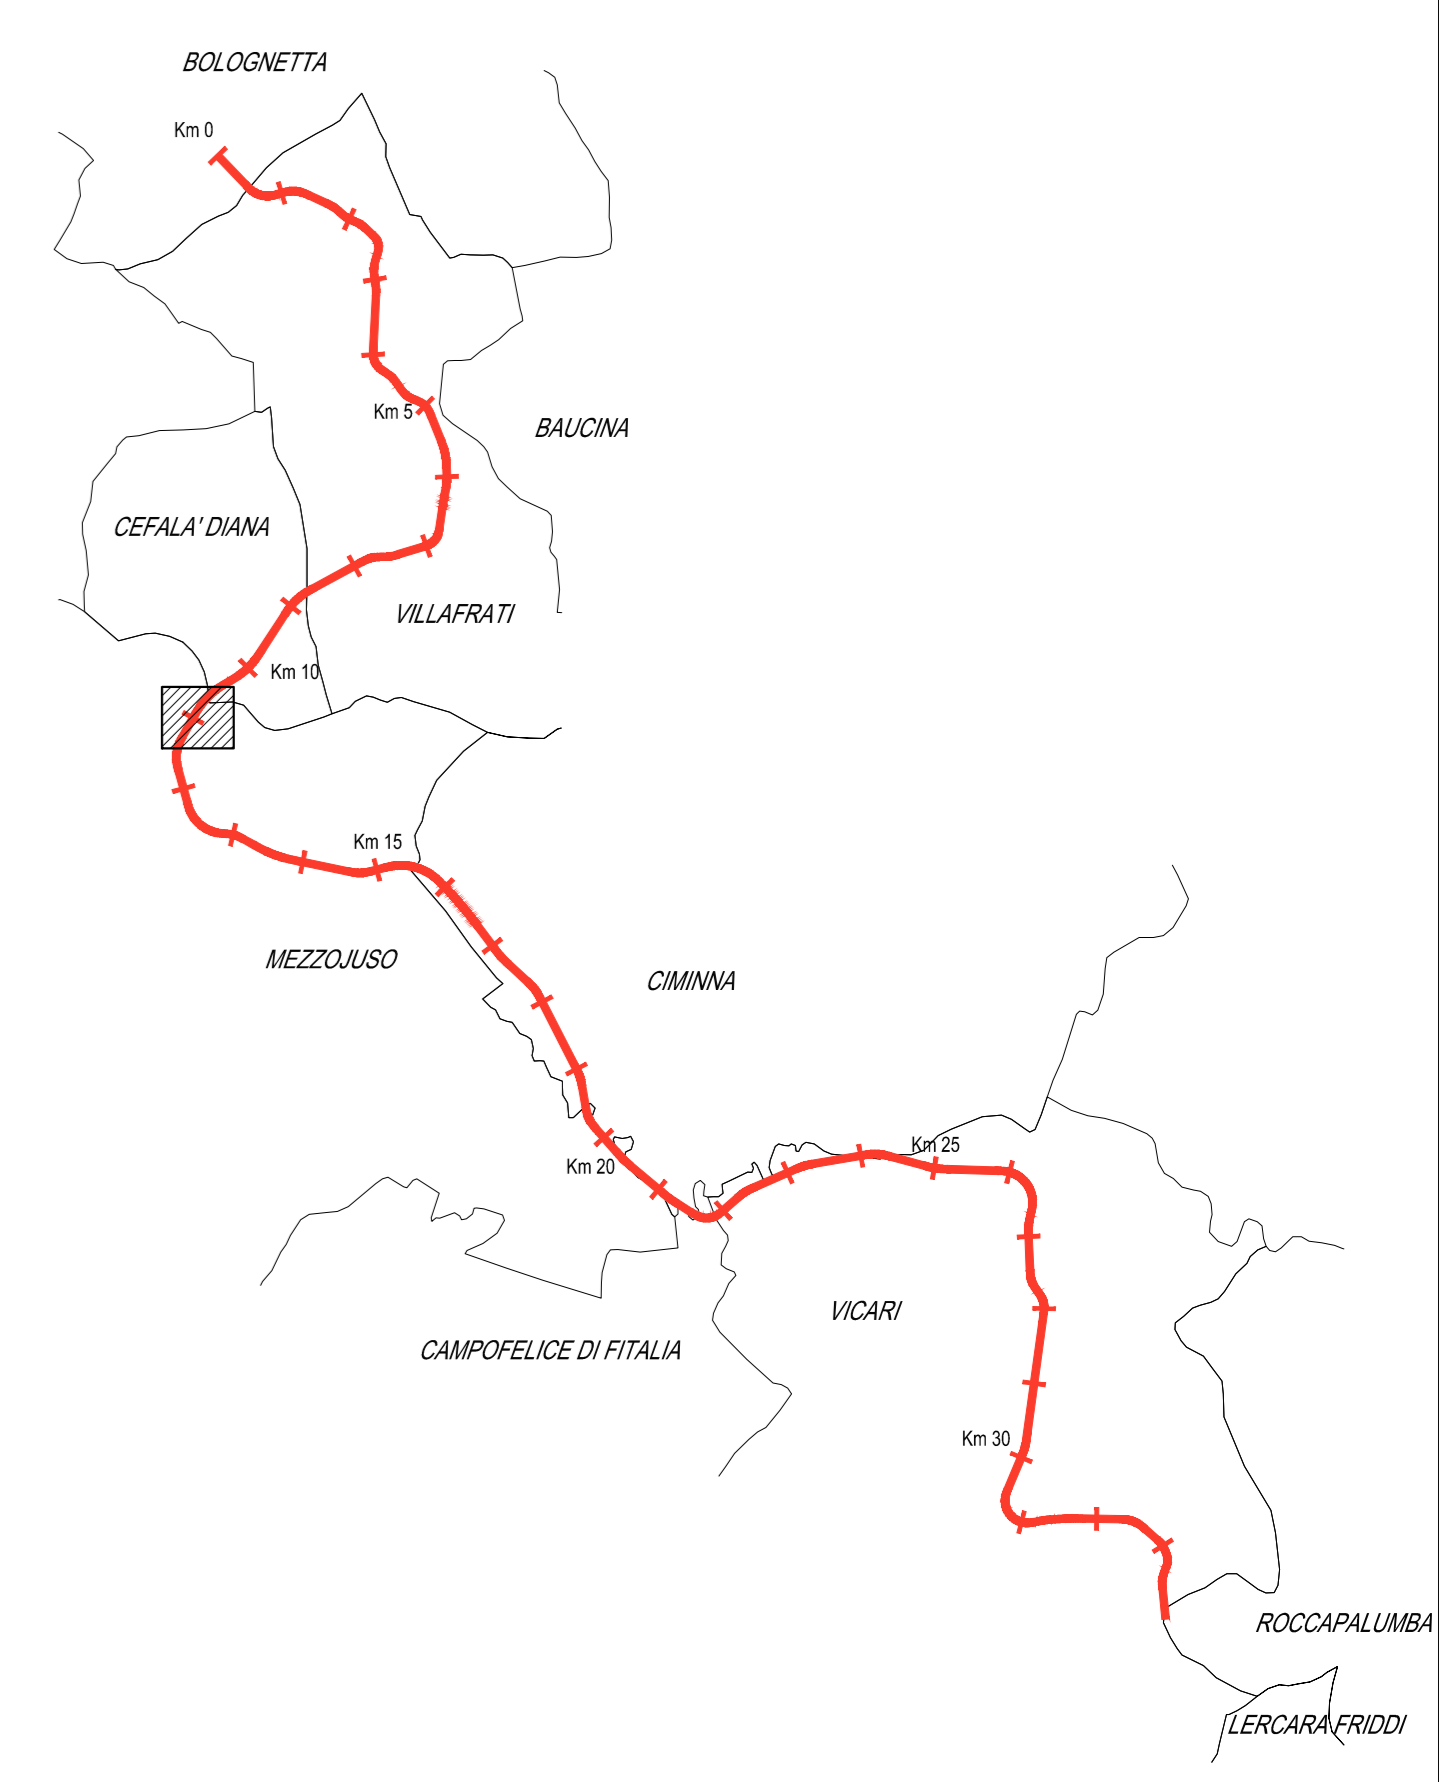 BOLOGNETTA
Km 0
Km 5
BAUCINA
CEFALA' DIANA
VILLAFRATI
Km 10
Km 15
MEZZOJUSO
CIMINNA
Km 25
Km 20
VICARI
CAMPOFELICE DI FITALIA
Km 30
ROCCAPALUMBA
LERCARA FRIDDI